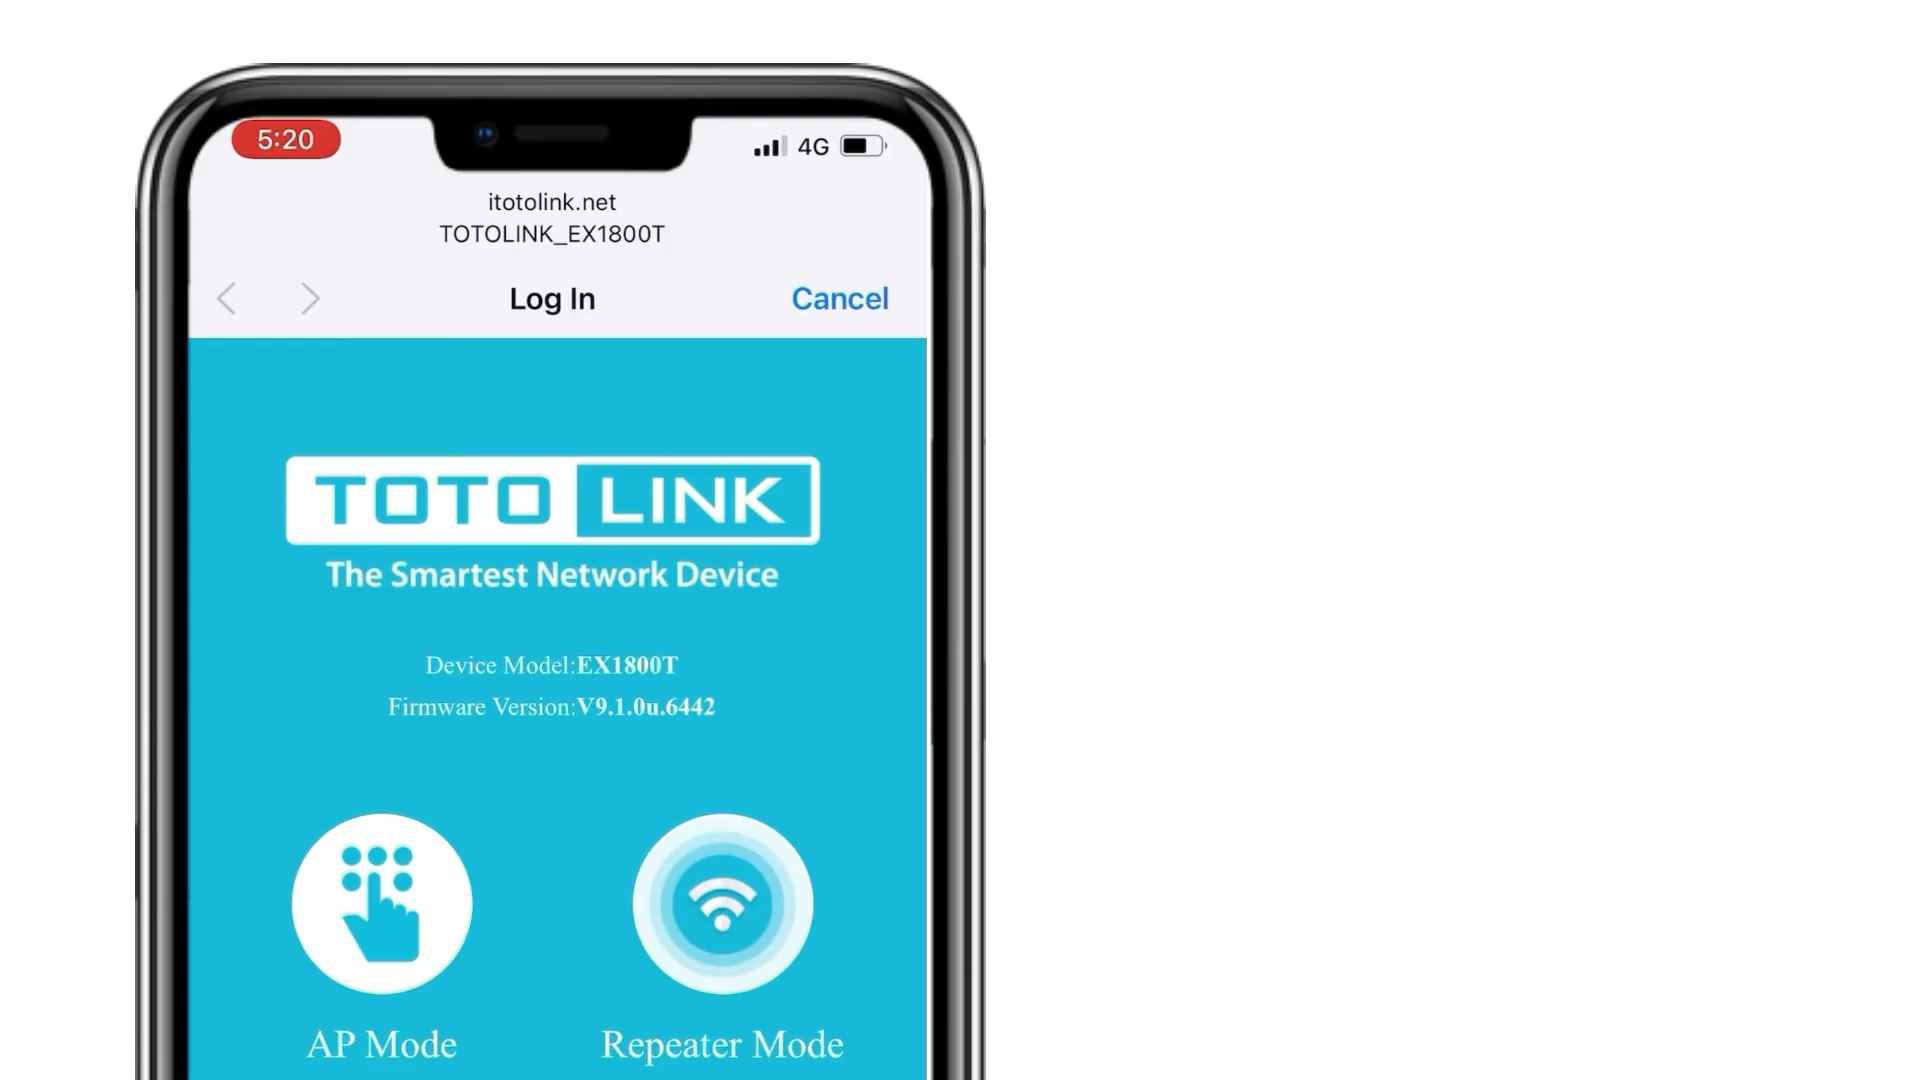 5:20
4G
itotolink.net
TOTOLINK_EX1800T
Log In
Cancel
TOTO LINK
The Smartest Network Device
Device Model:EX1800T
Firmware Version:V9.1.0u.6442
AP Mode
Repeater Mode